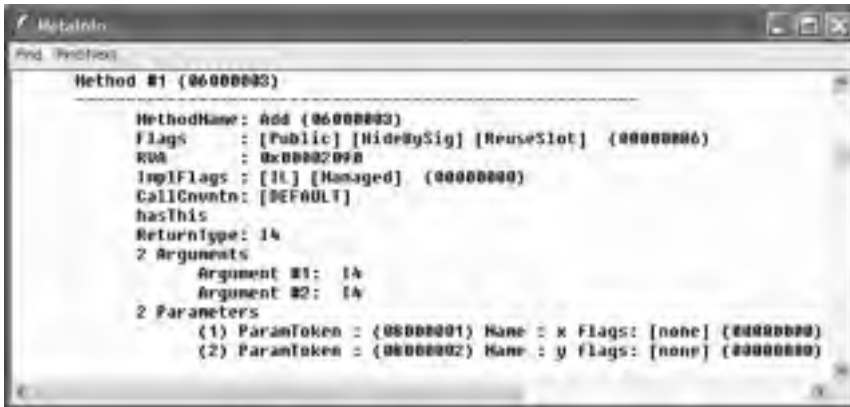 MetaInfo
Find FindNext
Method #1 (06000003)
-------------------------------------------------------
MethodName: Add (06000003)
Flags : [Public] [HideBySig] [ReuseSlot] (00000086)
RVA : 0x00002090
ImplFlags : [IL] [Managed] (00000000)
CallCnvntn: [DEFAULT]
hasThis
ReturnType: I4
2 Arguments
Argument #1: I4
Argument #2: I4
2 Parameters
(1) ParamToken : (08000001) Name : x Flags: [none] (00000000)
(2) ParamToken : (08000002) Name : y Flags: [none] (00000000)